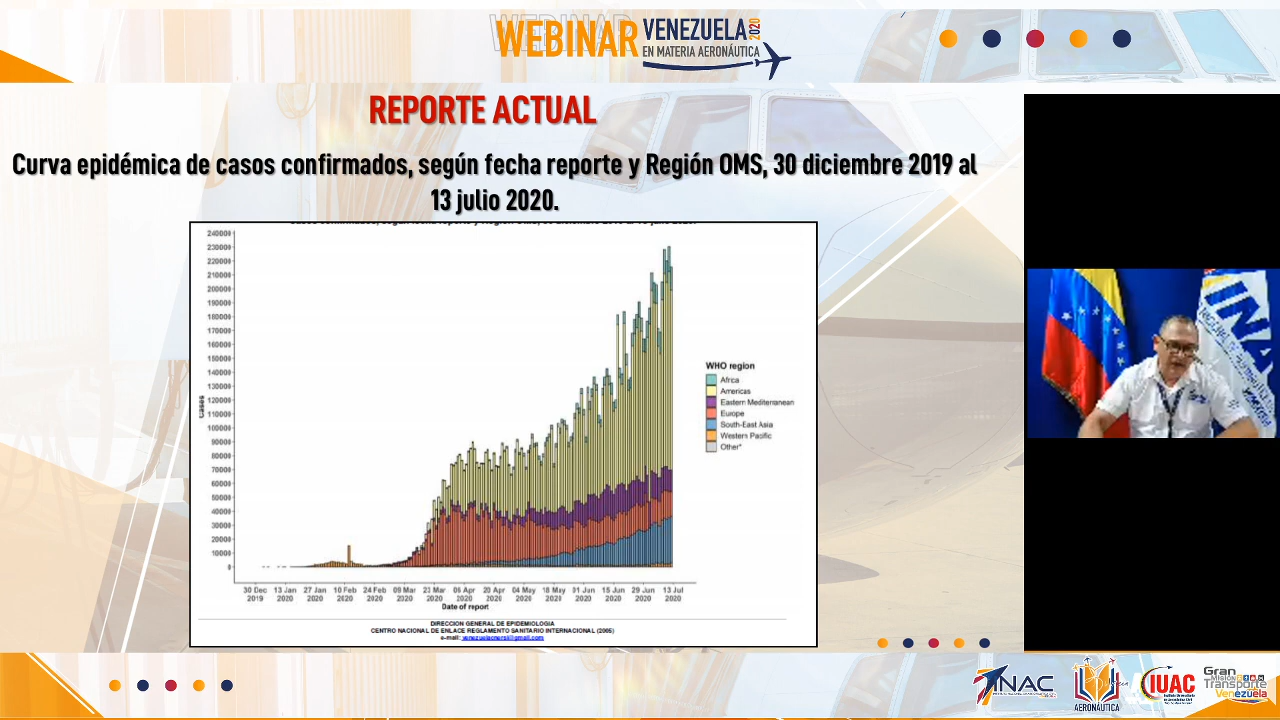 WEBINAR VENEZUELA 2020
EN MATERIA AERONÁUTICA
REPORTE ACTUAL
Curva epidémica de casos confirmados, según fecha reporte y Región OMS, 30 diciembre 2019 al
13 julio 2020.
240000
230000
220000
210000
200000
190000
180000
170000
160000
150000
140000
130000
120000
110000
100000
90000
80000
70000
60000
50000
40000
30000
20000
10000
0
Cases
30 Dec 2019
13 Jan 2020
27 Jan 2020
10 Feb 2020
24 Feb 2020
09 Mar 2020
23 Mar 2020
06 Apr 2020
20 Apr 2020
04 May 2020
18 May 2020
01 Jun 2020
15 Jun 2020
29 Jun 2020
13 Jul 2020
Date of report
WHO region
Africa
Americas
Eastern Mediterranean
Europe
South-East Asia
Western Pacific
Other*
DIRECCION GENERAL DE EPIDEMIOLOGIA
CENTRO NACIONAL DE ENLACE REGLAMENTO SANITARIO INTERNACIONAL (2005)
e-mail: venezuelacnersi@gmail.com
INAC
AERONÁUTICA
IUAC
Gran
Misión
Transporte
Venezuela